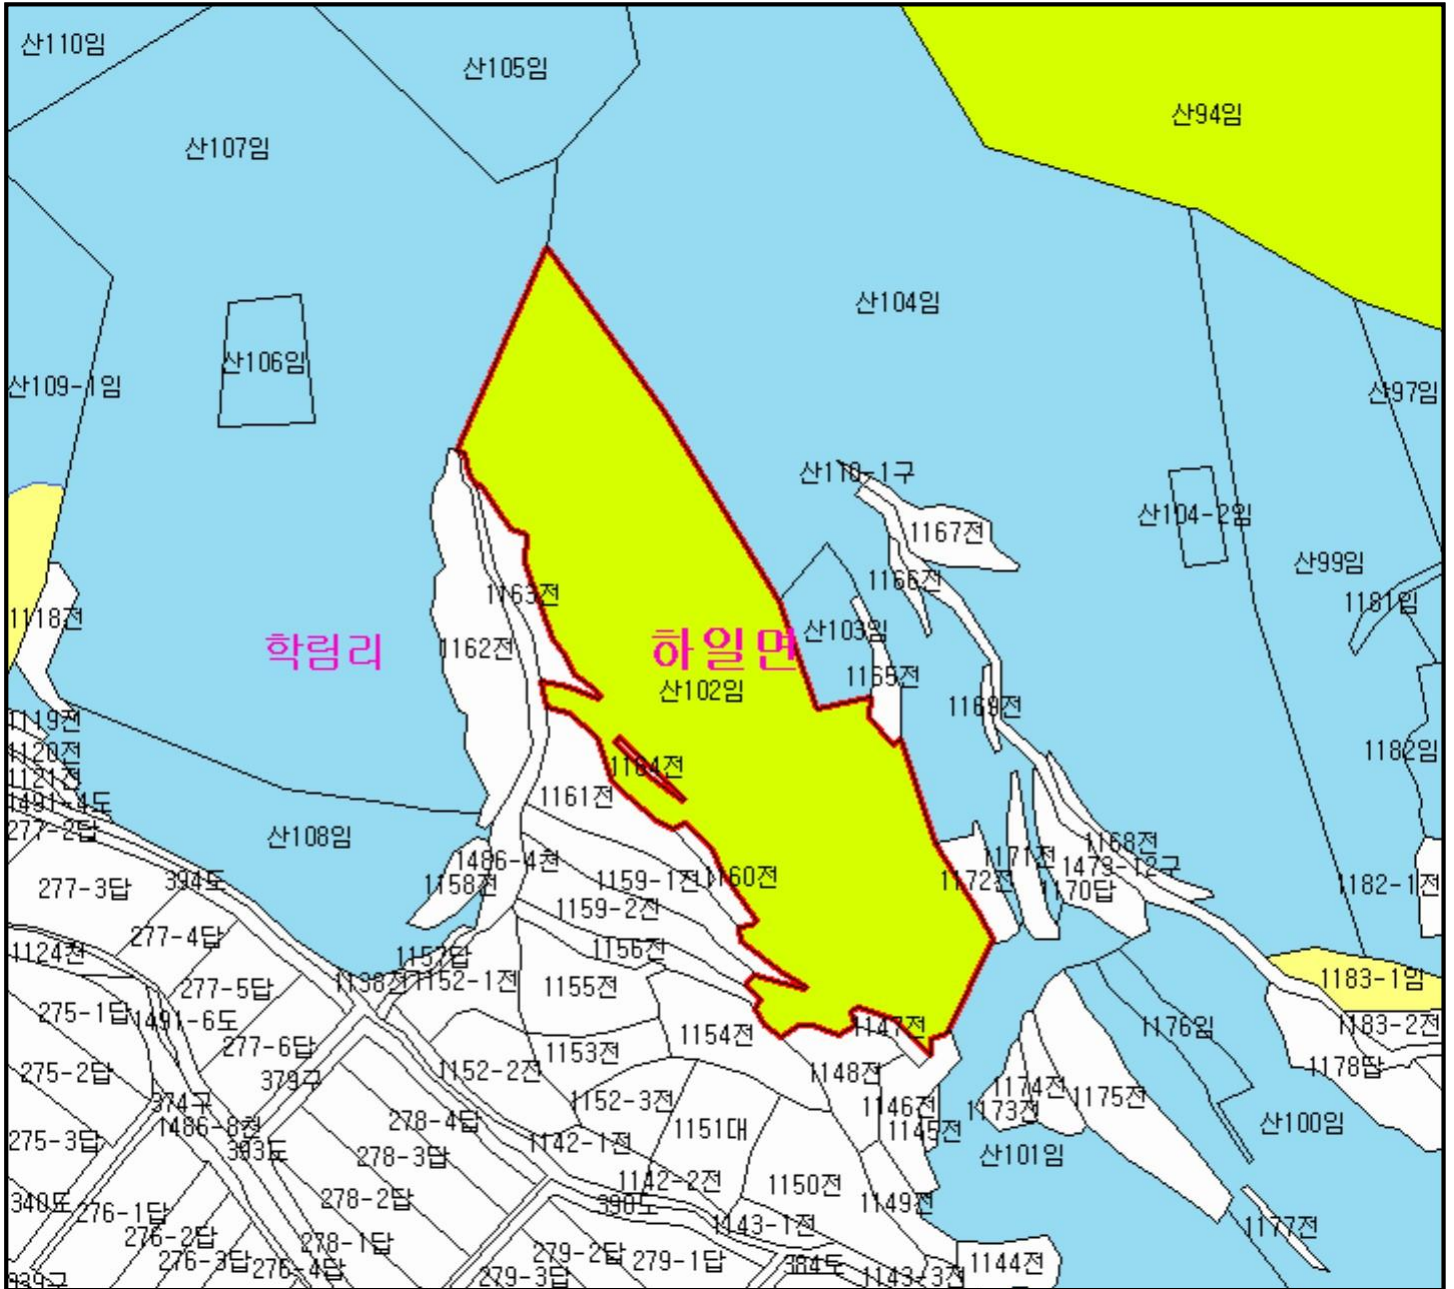 산110임
산105임
산94임
산107임
산104임
산106임
산109-1임
산97임
산110-1구
산104-2임
1167전
산99임
1166전
1163전
1181임
1118전
산103임
하일면
학림리
1162전
1165전
산102임
1169전
1119전
1120전
1182임
1184전
1121전
1161전
1491-4도
277-2답
산108임
1168전
1171전
1486-4천
1473-12구
1158전
1159-1전
1160전
1172전
1170답
1182-1전
277-3답
394도
1159-2전
277-4답
1156전
1124천
1157답
1138전
1152-1전
1183-1임
277-5답
1155전
275-1답
1491-6도
1154전
1147전
1176임
1183-2전
277-6답
1153전
1152-2전
1148전
1178답
275-2답
379구
1174전
1175전
374구
1152-3전
1146전
1173전
278-4답
1486-8천
1151대
1145전
산100임
275-3답
393도
278-3답
1142-1전
산101임
1142-2전
1150전
340도
278-2답
390도
1149전
276-1답
1143-1전
1177전
276-2답
278-1답
279-2답
279-1답
276-3답
276-4답
384도
1144전
279-3답
1143-3전
339구